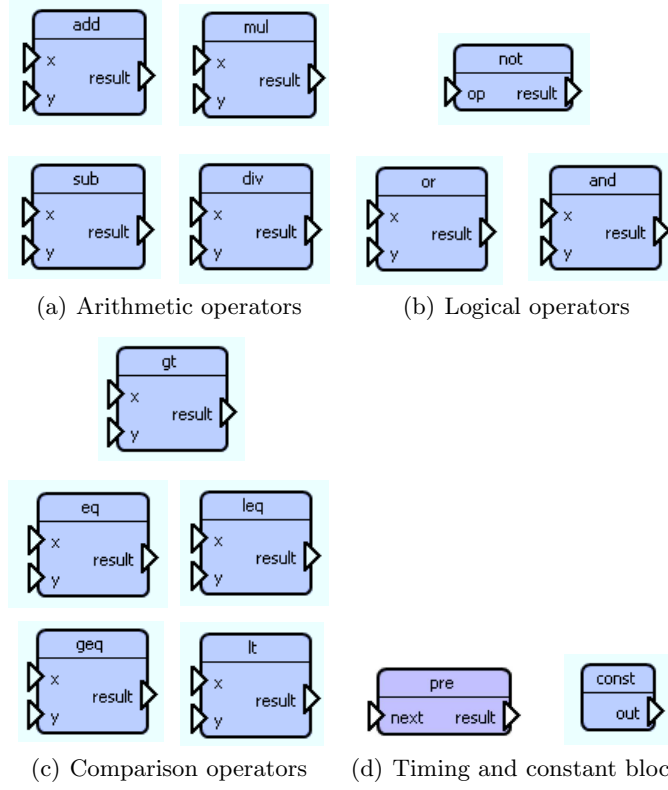 add
x
result
y
mul
x
result
y
not
op result
sub
x
result
y
div
x
result
y
or
x
result
y
and
x
result
y
(a) Arithmetic operators
(b) Logical operators
gt
x
result
y
eq
x
result
y
leq
x
result
y
geq
x
result
y
lt
x
result
y
pre
next result
const
out
(c) Comparison operators
(d) Timing and constant bloc